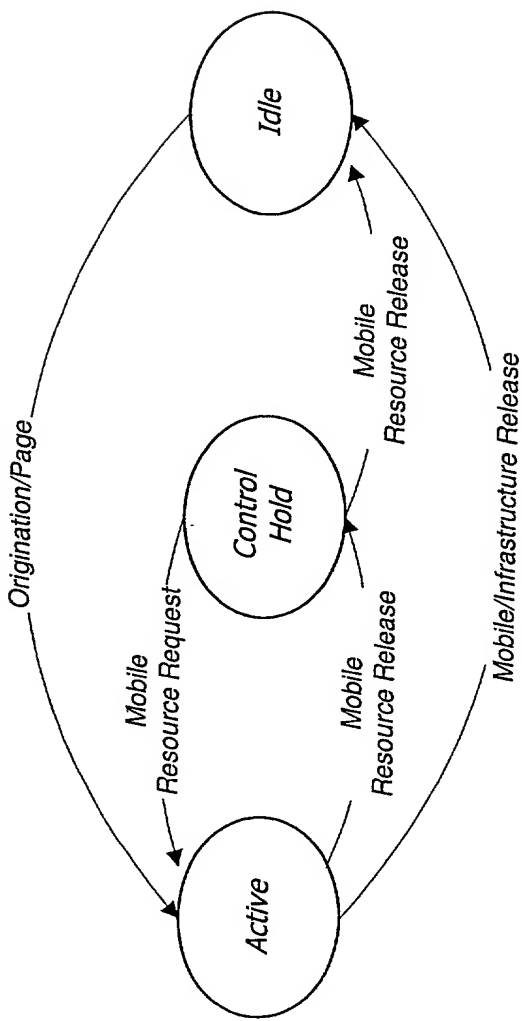 Origination/Page
Mobile
Resource Request
Active
Control
Hold
Idle
Mobile
Resource Release
Mobile
Resource Release
Mobile/Infrastructure Release